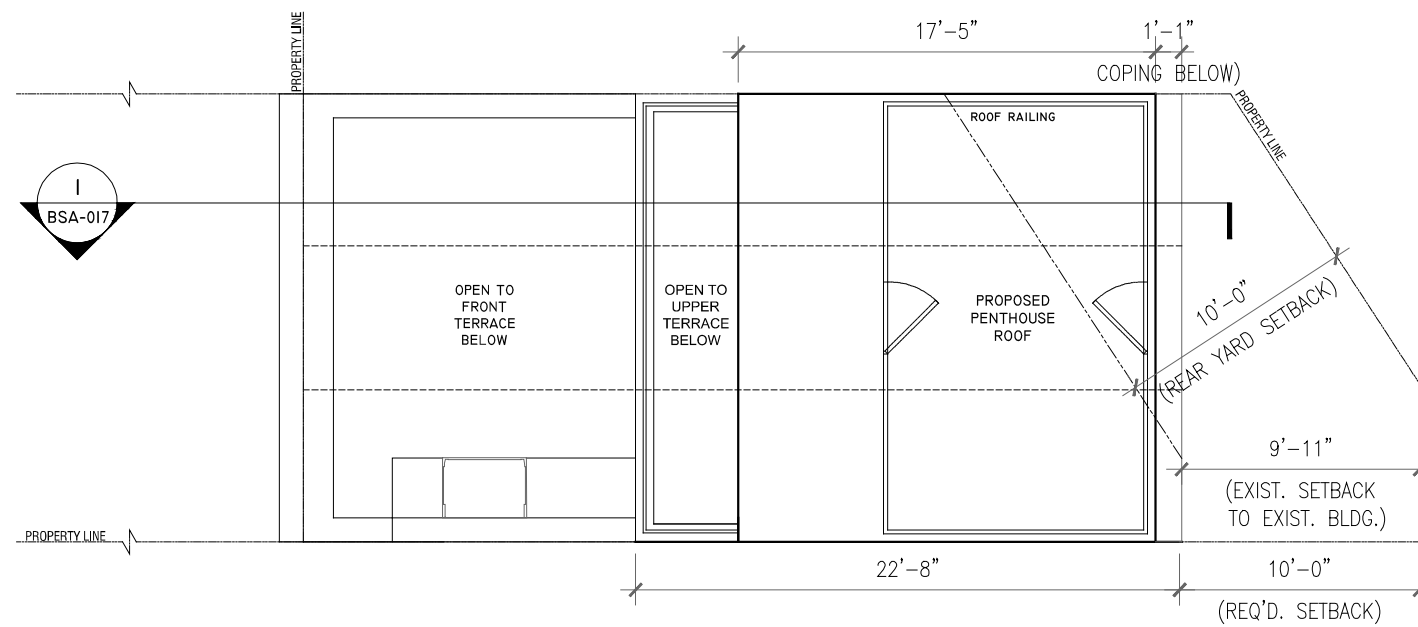 PROPERTY LINE
17'-5"
1'-1"
COPING BELOW)
PROPERTY LINE
ROOF RAILING
1
BSA-017
OPEN TO
FRONT
TERRACE
BELOW
OPEN TO
UPPER
TERRACE
BELOW
PROPOSED
PENTHOUSE
ROOF
10'-0"
(REAR YARD SETBACK)
9'-11"
(EXIST. SETBACK
TO EXIST. BLDG.)
PROPERTY LINE
22'-8"
10'-0"
(REQ'D. SETBACK)